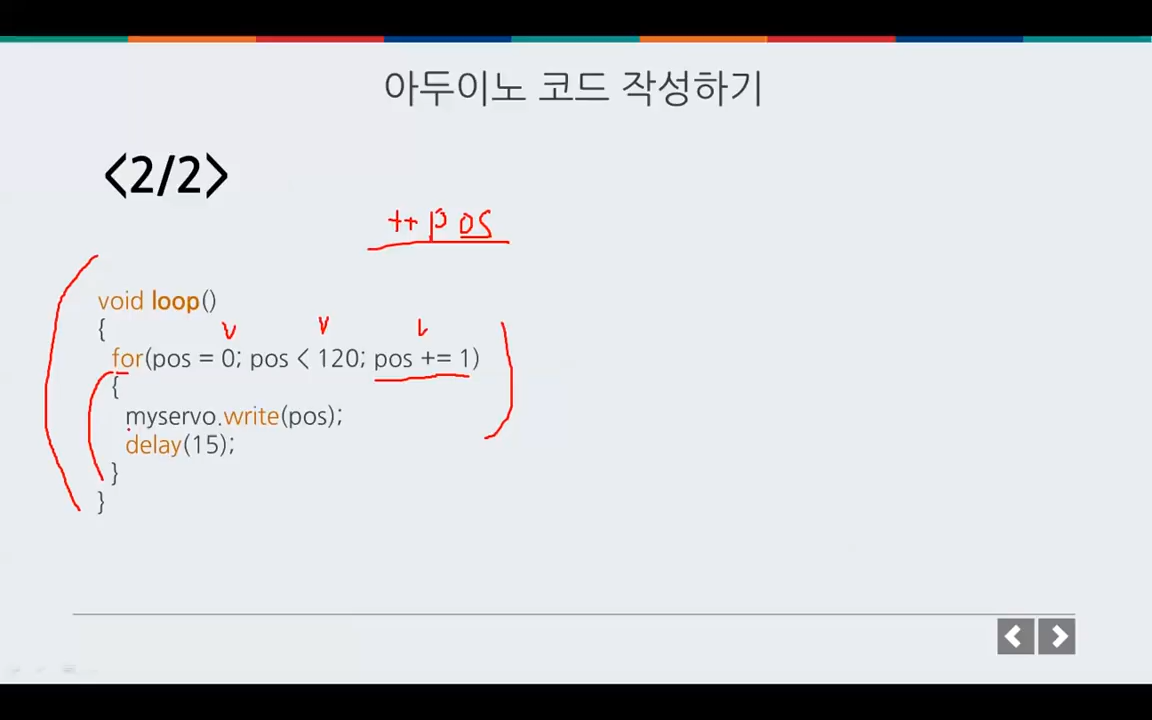 아두이노 코드 작성하기
<2/2>
++pos
void loop()
{
for(pos = 0; pos < 120; pos += 1)
{
myservo.write(pos);
delay(15);
}
}